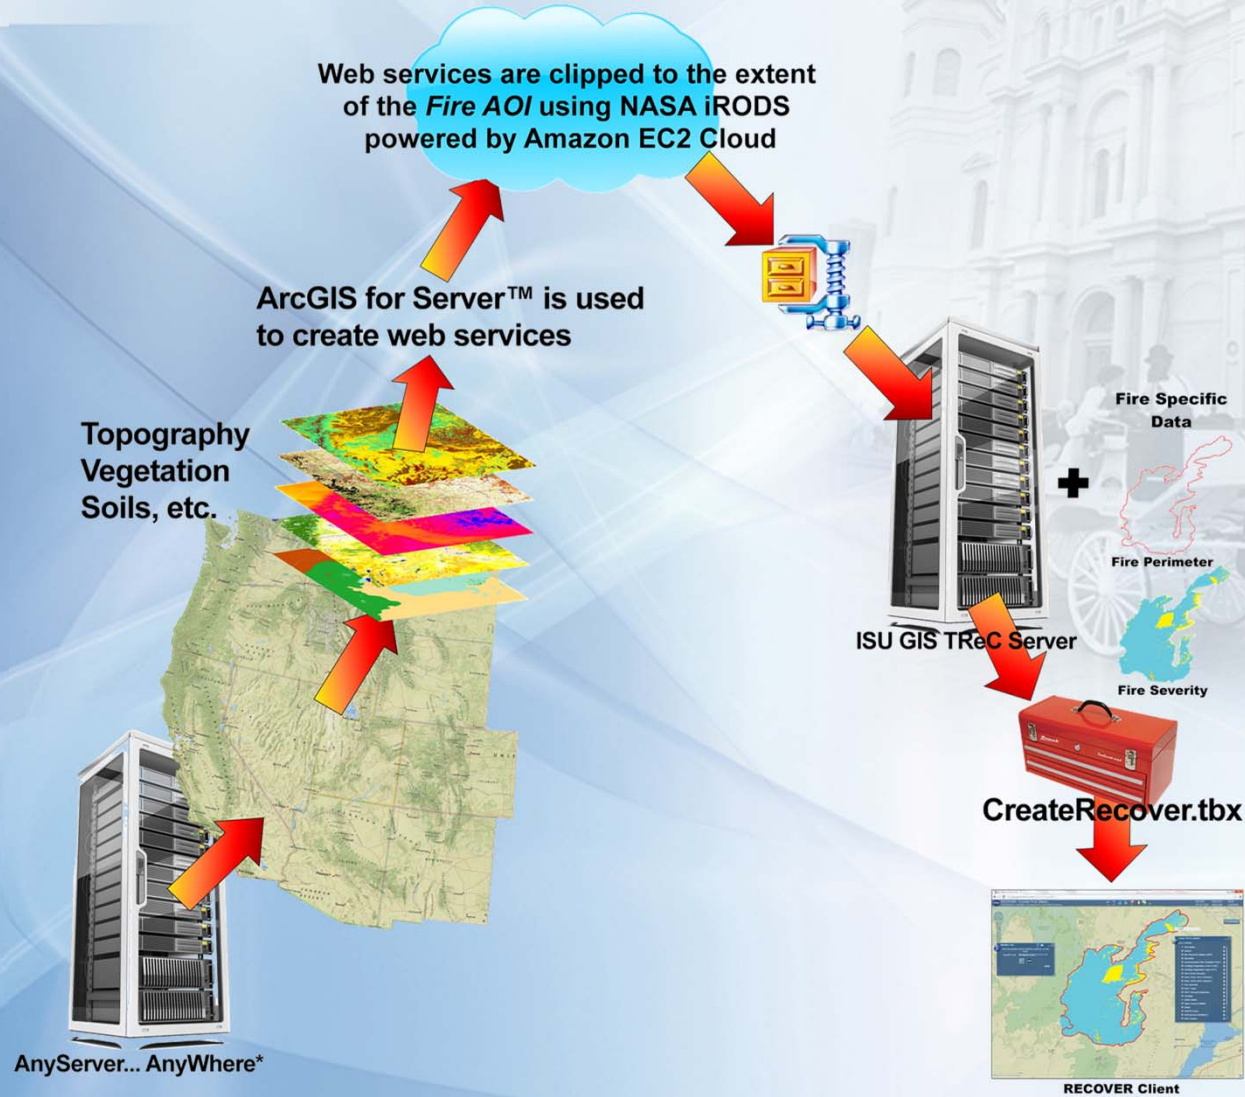 Web services are clipped to the extent
of the Fire AOI using NASA iRODS
powered by Amazon EC2 Cloud
ArcGIS for Server™ is used
to create web services
Topography
Vegetation
Soils, etc.
AnyServer... AnyWhere*
Fire Specific
Data
Fire Perimeter
ISU GIS TReC Server
Fire Severity
CreateRecover.tbx
RECOVER Client